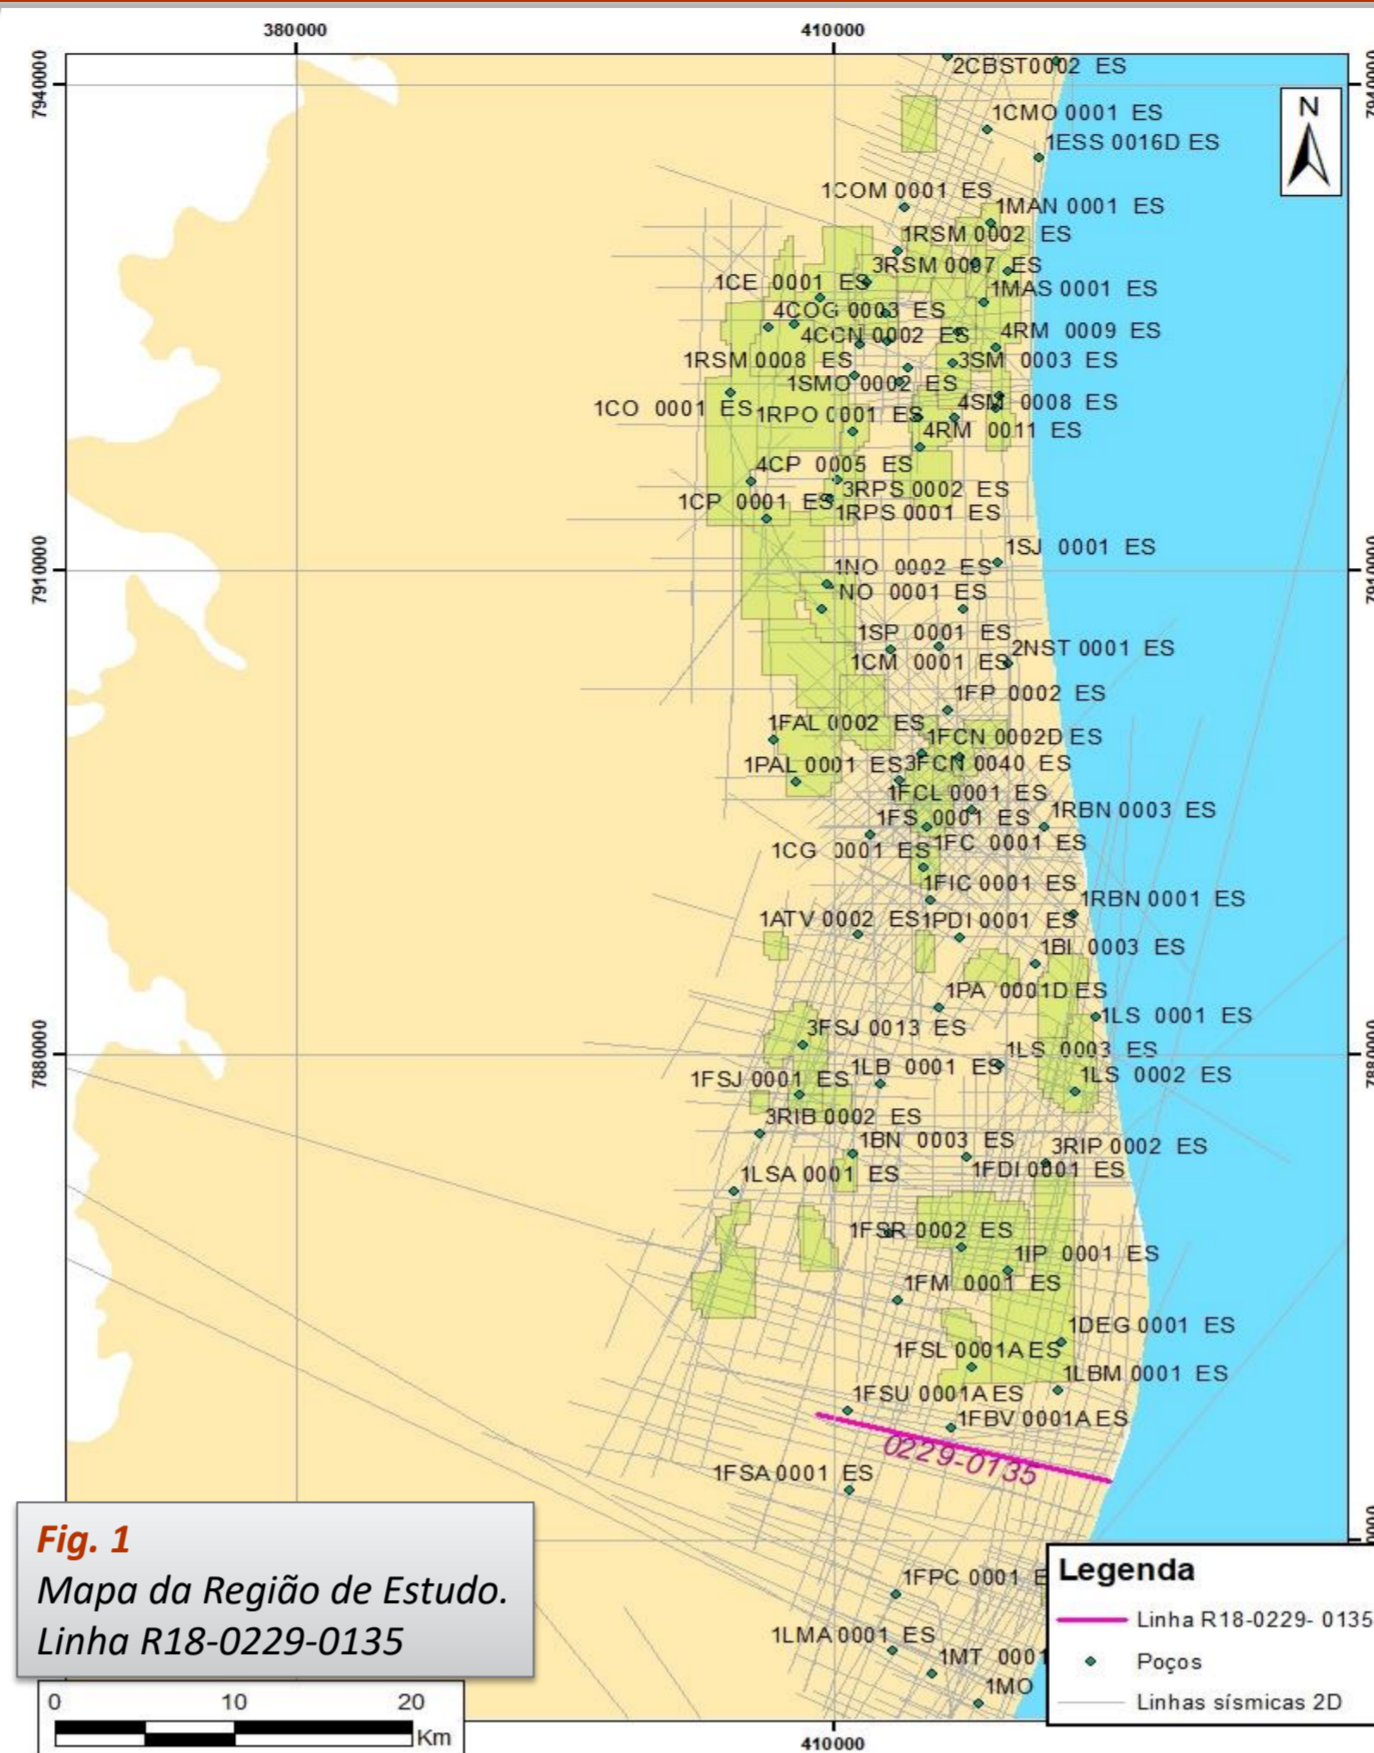 380000
410000
7940000
7940000
2CBST0002 ES
1CMO 0001 ES
N
1ESS 0016D ES
1COM 0001 ES
1MAN 0001 ES
1RSM 0002 ES
3RSM 0007 ES
1CE 0001 ES
1MAS 0001 ES
4COG 0003 ES
4CCN 0002 ES
4RM 0009 ES
1RSM 0008 ES
3SM 0003 ES
1SMO 0002 ES
1CO 0001 ES
1RPO 0001 ES
4SM 0008 ES
4RM 0011 ES
4CP 0005 ES
3RPS 0002 ES
1CP 0001 ES
1RPS 0001 ES
1SJ 0001 ES
7910000
7910000
1NO 0002 ES
NO 0001 ES
1SP 0001 ES
2NST 0001 ES
1CM 0001 ES
1FP 0002 ES
1FAL 0002 ES
1FCN 0002D ES
1PAL 0001 ES
3FCN 0040 ES
1FCL 0001 ES
1RBN 0003 ES
1FS 0001 ES
1CG 0001 ES
1FC 0001 ES
1FIC 0001 ES
1RBN 0001 ES
1ATV 0002 ES
1PDI 0001 ES
1BI 0003 ES
1PA 0001D ES
1LS 0001 ES
3FSJ 0013 ES
7880000
7880000
1LS 0003 ES
1LB 0001 ES
1FSJ 0001 ES
1LS 0002 ES
3RIB 0002 ES
1BN 0003 ES
3RIP 0002 ES
1FDI 0001 ES
1LSA 0001 ES
1FSR 0002 ES
1IP 0001 ES
1FM 0001 ES
1DEG 0001 ES
1FSL 0001A ES
1LBM 0001 ES
1FSU 0001A ES
1FBV 0001A ES
0229-0135
1FSA 0001 ES
Fig. 1
Mapa da Região de Estudo.
Linha R18-0229-0135
1FPC 0001 E
1LMA 0001 ES
1MT 0001
1MO
Legenda
Linha R18-0229- 0135
Poços
Linhas sísmicas 2D
0 10 20
Km
410000